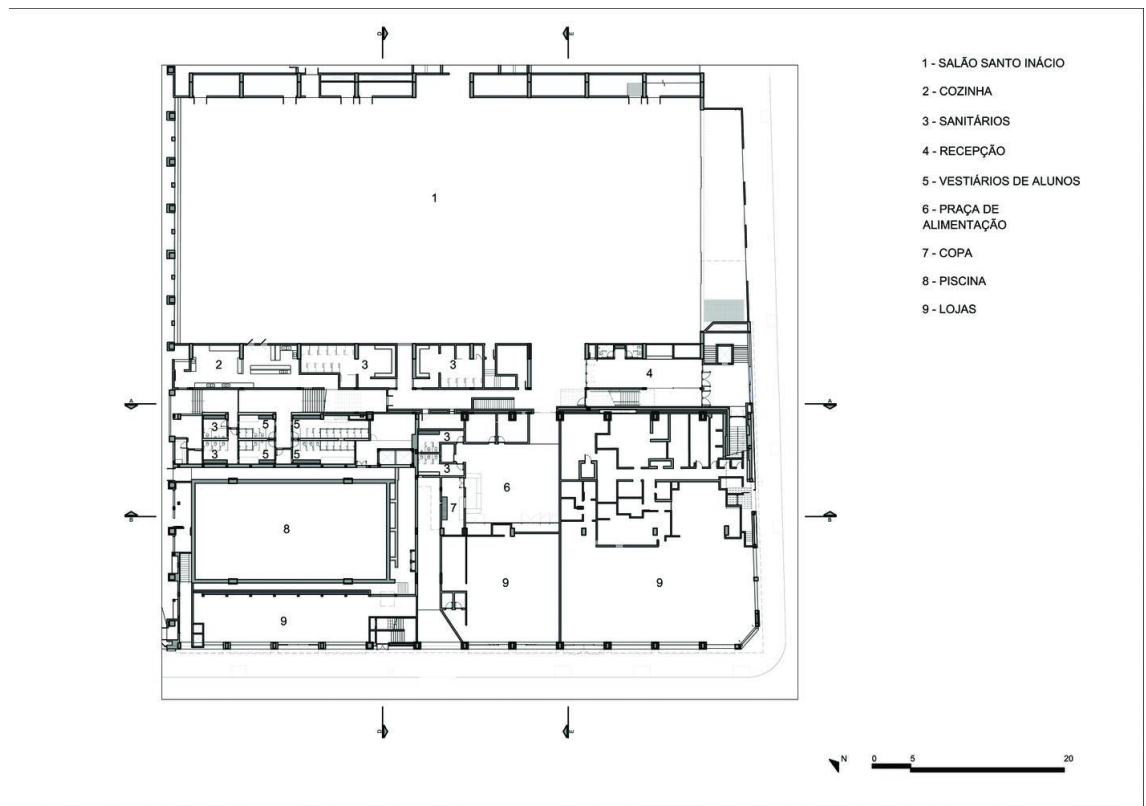 1 - SALÃO SANTO INÁCIO
2 - COZINHA
3 - SANITÁRIOS
4 - RECEPÇÃO
5 - VESTIÁRIOS DE ALUNOS
6 - PRAÇA DE
ALIMENTAÇÃO
7 - COPA
8 - PISCINA
9 - LOJAS
1
2
3
3
4
3
5
5
3
3
5
5
3
6
7
8
9
9
9
A
A
B
B
N
0 5 20